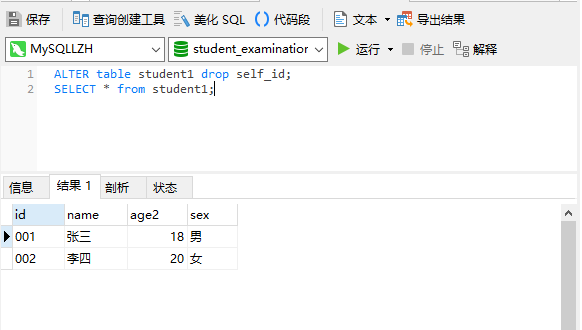 保存 查询创建工具 美化 SQL () 代码段 文本 导出结果
MySQLLZH student_examination 运行 停止 解释
1 ALTER table student1 drop self_id;
2 SELECT * from student1;
信息 结果 1 剖析 状态
id name age2 sex
001 张三 18 男
002 李四 20 女